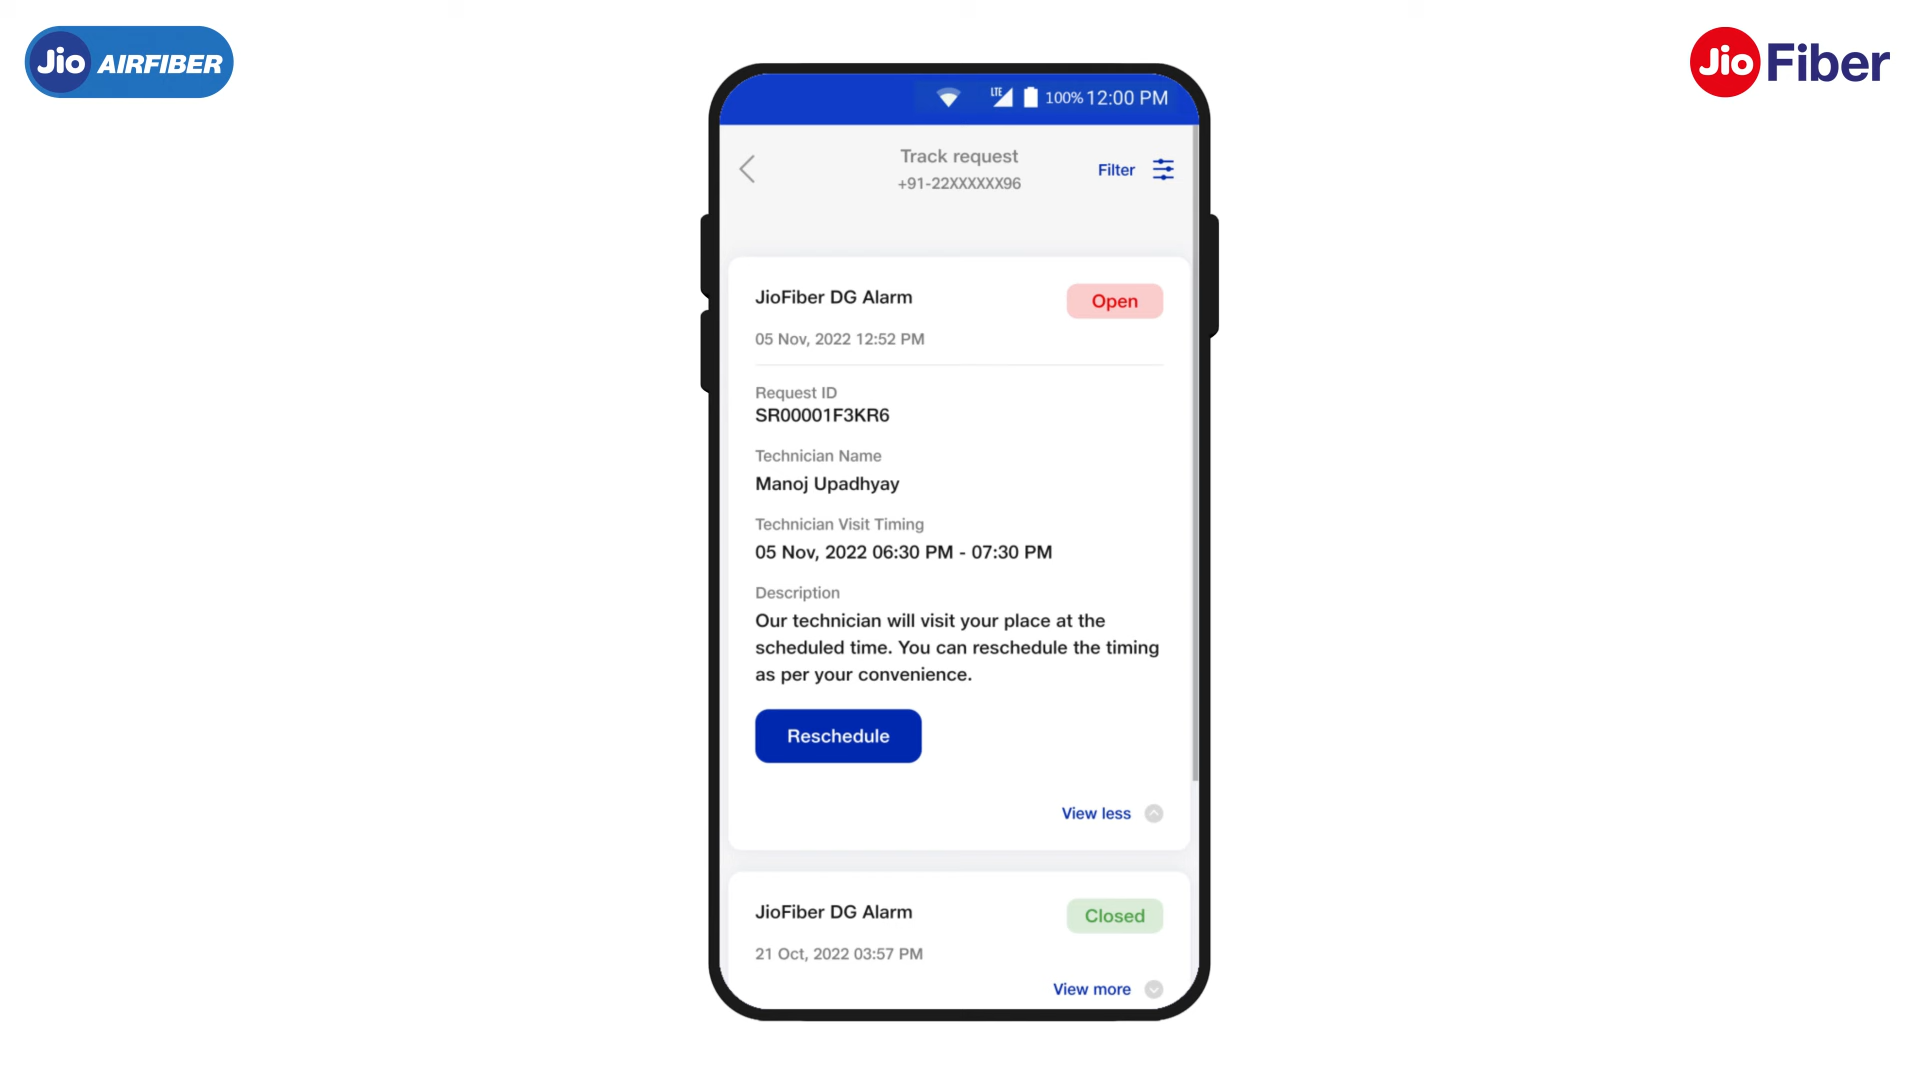 Jio AIRFIBER
Jio Fiber
LTE 100% 12:00 PM
Track request
+91-22XXXXXX96
Filter
JioFiber DG Alarm
Open
05 Nov, 2022 12:52 PM
Request ID
SR00001F3KR6
Technician Name
Manoj Upadhyay
Technician Visit Timing
05 Nov, 2022 06:30 PM - 07:30 PM
Description
Our technician will visit your place at the
scheduled time. You can reschedule the timing
as per your convenience.
Reschedule
View less
JioFiber DG Alarm
Closed
21 Oct, 2022 03:57 PM
View more